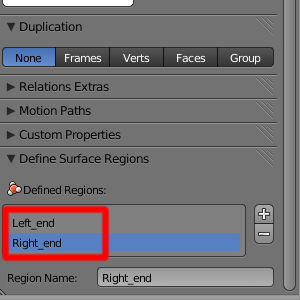 Duplication
None Frames Verts Faces Group
Relations Extras
Motion Paths
Custom Properties
Define Surface Regions
Defined Regions:
Left_end
Right_end
Region Name: Right_end